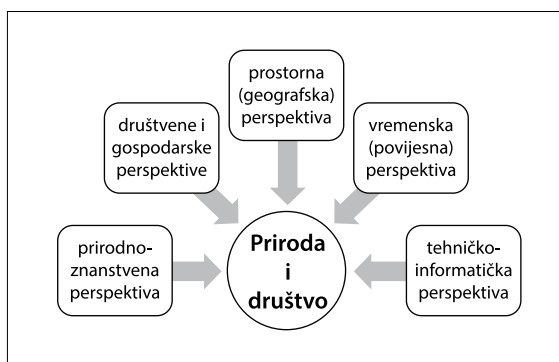 prostorna
(geografska)
perspektiva
društvene i
gospodarske
perspektive
vremenska
(povijesna)
perspektiva
prirodno-
znanstvena
perspektiva
Priroda
i
društvo
tehničko-
informatička
perspektiva